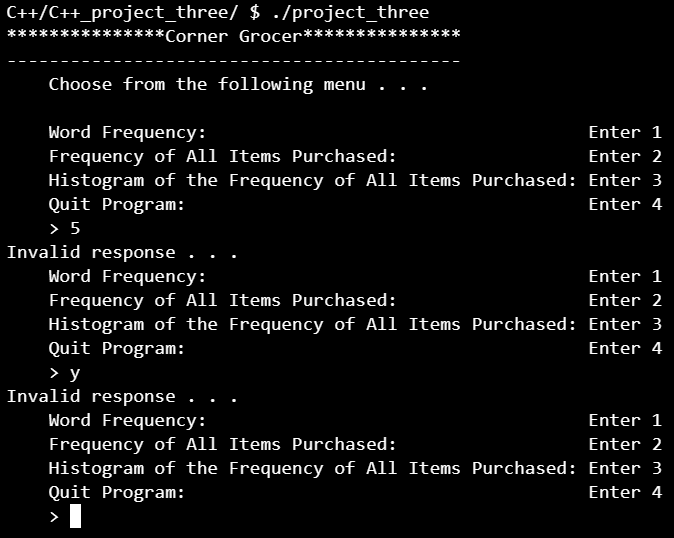 C++/C++_project_three/ $ ./project_three
***************Corner Grocer***************
-------------------------------------------
    Choose from the following menu . . .

    Word Frequency:                                    Enter 1
    Frequency of All Items Purchased:                  Enter 2
    Histogram of the Frequency of All Items Purchased: Enter 3
    Quit Program:                                      Enter 4
    > 5
Invalid response . . .
    Word Frequency:                                    Enter 1
    Frequency of All Items Purchased:                  Enter 2
    Histogram of the Frequency of All Items Purchased: Enter 3
    Quit Program:                                      Enter 4
    > y
Invalid response . . .
    Word Frequency:                                    Enter 1
    Frequency of All Items Purchased:                  Enter 2
    Histogram of the Frequency of All Items Purchased: Enter 3
    Quit Program:                                      Enter 4
    >